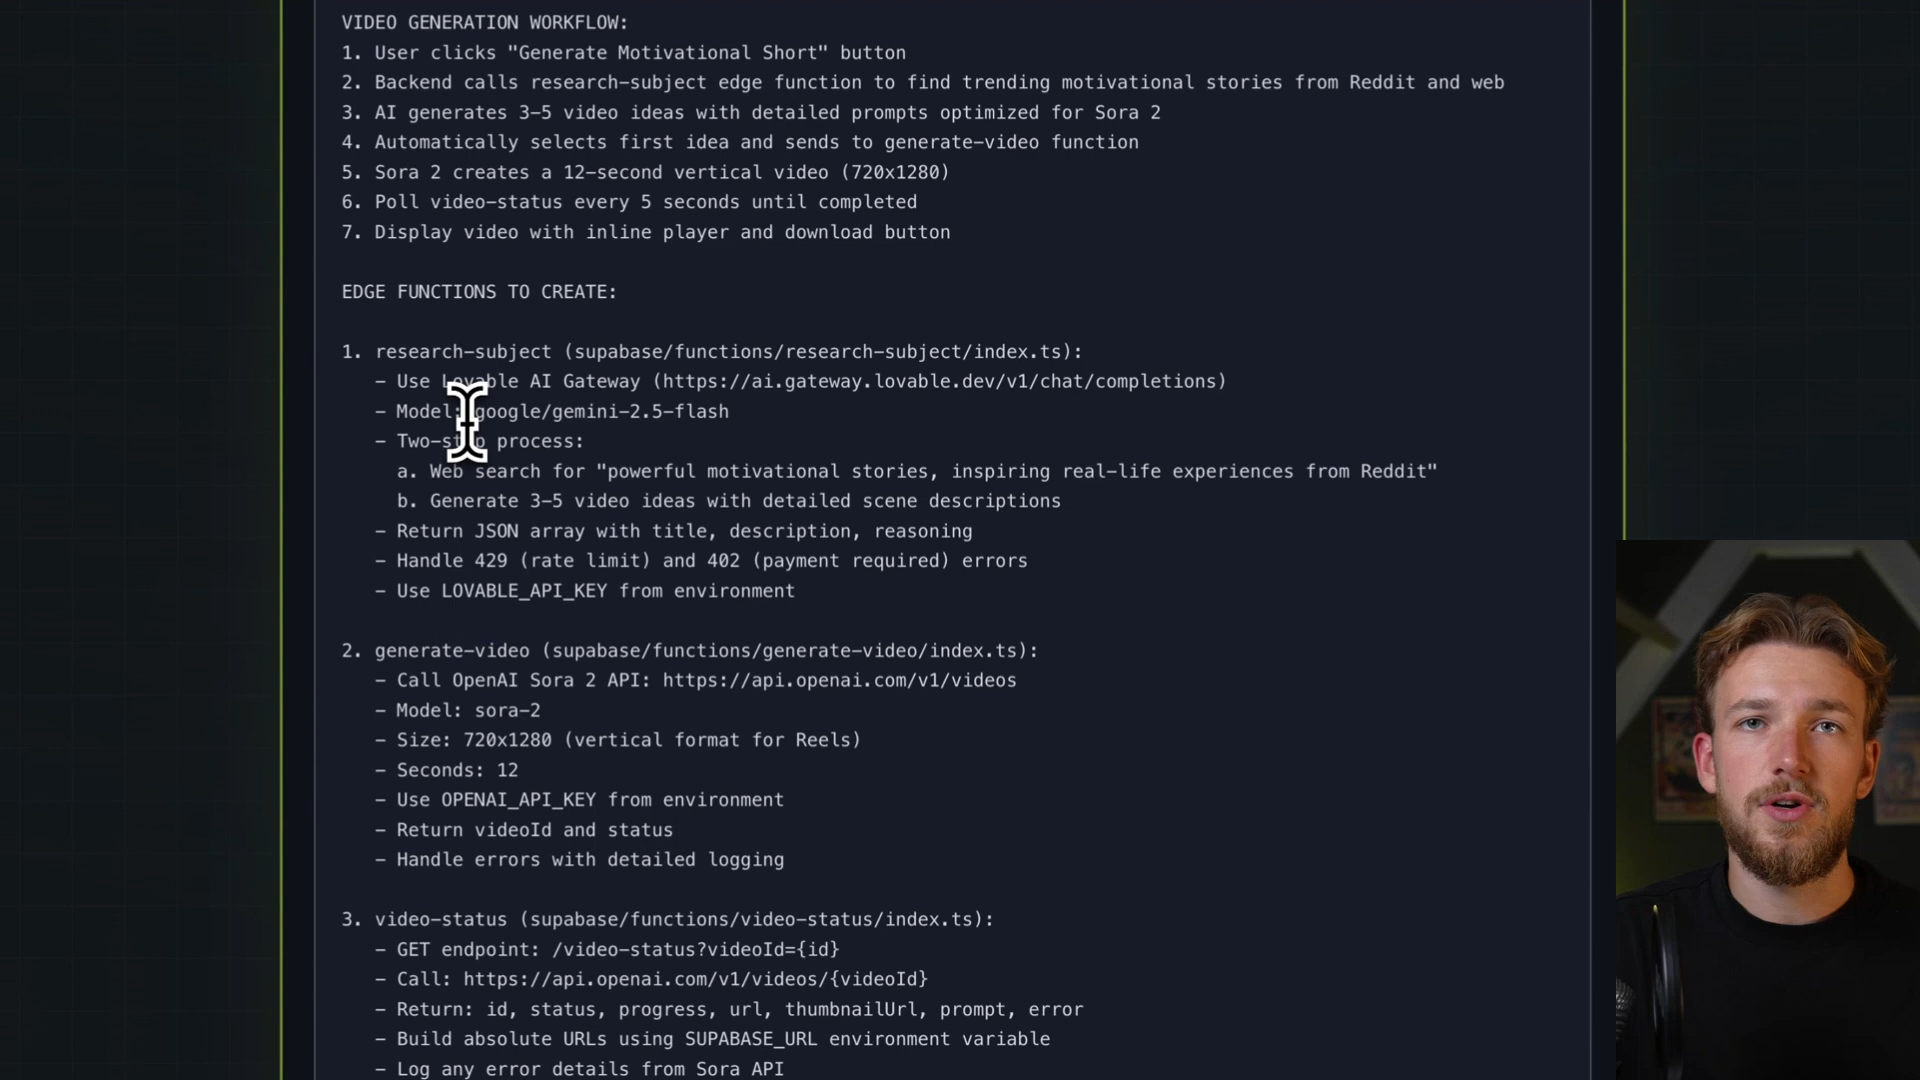 VIDEO GENERATION WORKFLOW:
1. User clicks "Generate Motivational Short" button
2. Backend calls research-subject edge function to find trending motivational stories from Reddit and web
3. AI generates 3-5 video ideas with detailed prompts optimized for Sora 2
4. Automatically selects first idea and sends to generate-video function
5. Sora 2 creates a 12-second vertical video (720x1280)
6. Poll video-status every 5 seconds until completed
7. Display video with inline player and download button
EDGE FUNCTIONS TO CREATE:
1. research-subject (supabase/functions/research-subject/index.ts):
- Use Lovable AI Gateway (https://ai.gateway.lovable.dev/v1/chat/completions)
- Model: google/gemini-2.5-flash
- Two-step process:
a. Web search for "powerful motivational stories, inspiring real-life experiences from Reddit"
b. Generate 3-5 video ideas with detailed scene descriptions
- Return JSON array with title, description, reasoning
- Handle 429 (rate limit) and 402 (payment required) errors
- Use LOVABLE_API_KEY from environment
2. generate-video (supabase/functions/generate-video/index.ts):
- Call OpenAI Sora 2 API: https://api.openai.com/v1/videos
- Model: sora-2
- Size: 720x1280 (vertical format for Reels)
- Seconds: 12
- Use OPENAI_API_KEY from environment
- Return videoId and status
- Handle errors with detailed logging
3. video-status (supabase/functions/video-status/index.ts):
- GET endpoint: /video-status?videoId={id}
- Call: https://api.openai.com/v1/videos/{videoId}
- Return: id, status, progress, url, thumbnailUrl, prompt, error
- Build absolute URLs using SUPABASE_URL environment variable
- Log any error details from Sora API